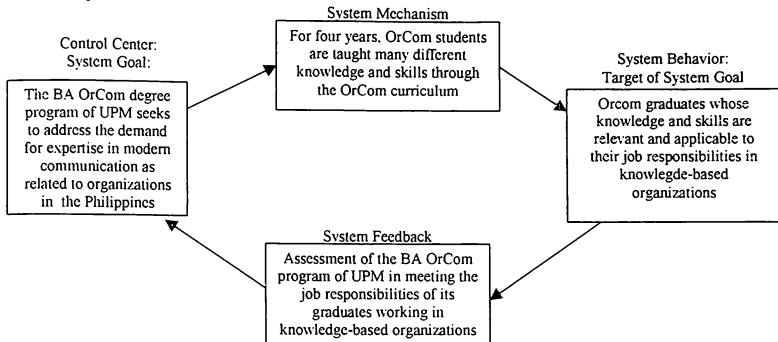 System Mechanism
For four years, OrCom students
are taught many different
knowledge and skills through
the OrCom curriculum
Control Center:
System Goal:
The BA OrCom degree
program of UPM seeks
to address the demand
for expertise in modern
communication as
related to organizations
in the Philippines
System Behavior:
Target of System Goal
Orcom graduates whose
knowledge and skills are
relevant and applicable to
their job responsibilities in
knowlegde-based
organizations
System Feedback
Assessment of the BA OrCom
program of UPM in meeting the
job responsibilities of its
graduates working in
knowledge-based organizations